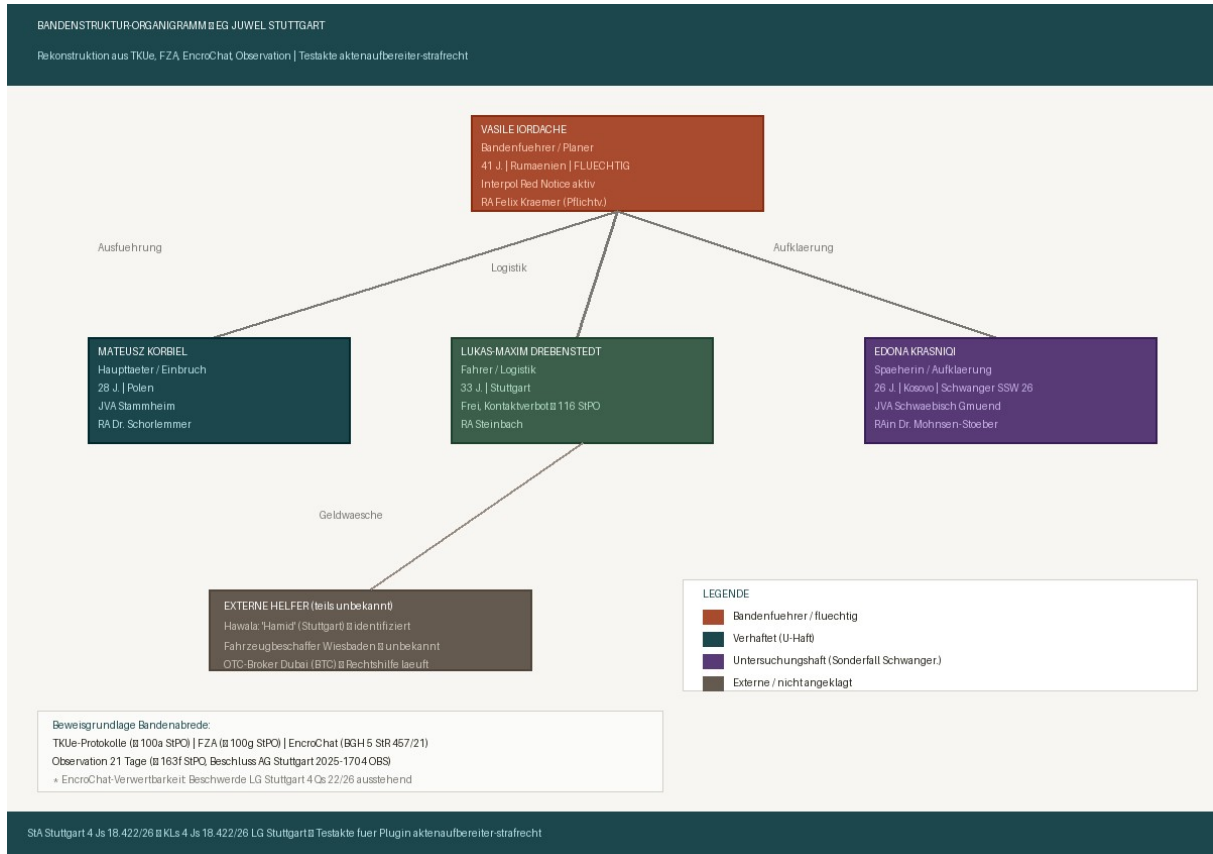 BANDENSTRUKTUR-ORGANIGRAMM ▯ EG JUWEL STUTTGART
Rekonstruktion aus TKUe, FZA, EncroChat, Observation | Testakte aktenaufbereiter-strafrecht
VASILE IORDACHE
Bandenfuehrer / Planer
41 J. | Rumaenien | FLUECHTIG
Interpol Red Notice aktiv
RA Felix Kraemer (Pflichtv.)
Ausfuehrung
Logistik
Aufklaerung
MATEUSZ KORBIEL
Haupttaeter / Einbruch
28 J. | Polen
JVA Stammheim
RA Dr. Schorlemmer
LUKAS-MAXIM DREBENSTEDT
Fahrer / Logistik
33 J. | Stuttgart
Frei, Kontaktverbot ▯ 116 StPO
RA Steinbach
EDONA KRASNIQI
Spaeherin / Aufklaerung
26 J. | Kosovo | Schwanger SSW 26
JVA Schwaebisch Gmuend
RAin Dr. Mohnsen-Stoeber
Geldwaesche
EXTERNE HELFER (teils unbekannt)
Hawala: 'Hamid' (Stuttgart) ▯ identifiziert
Fahrzeugbeschaffer Wiesbaden ▯ unbekannt
OTC-Broker Dubai (BTC) ▯ Rechtshilfe laeuft
LEGENDE
Bandenfuehrer / fluechtig
Verhaftet (U-Haft)
Untersuchungshaft (Sonderfall Schwanger.)
Externe / nicht angeklagt
Beweisgrundlage Bandenabrede:
TKUe-Protokolle (▯ 100a StPO) | FZA (▯ 100g StPO) | EncroChat (BGH 5 StR 457/21)
Observation 21 Tage (▯ 163f StPO, Beschluss AG Stuttgart 2025-1704 OBS)
* EncroChat-Verwertbarkeit: Beschwerde LG Stuttgart 4 Qs 22/26 ausstehend
StA Stuttgart 4 Js 18.422/26 ▯ KLs 4 Js 18.422/26 LG Stuttgart ▯ Testakte fuer Plugin aktenaufbereiter-strafrecht